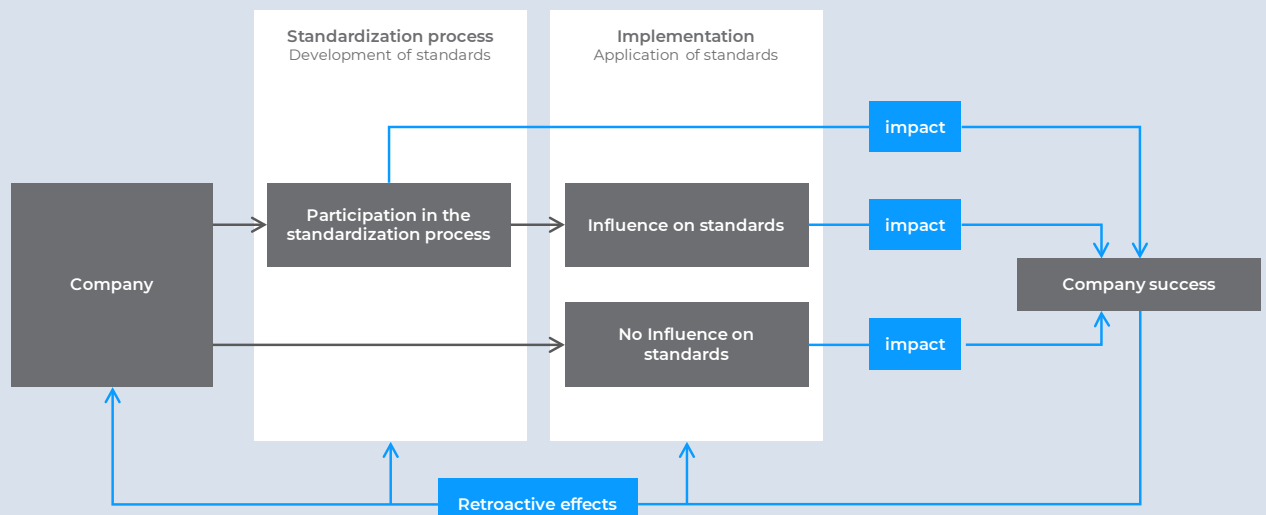 Standardization process
Development of standards
Implementation
Application of standards
impact
Participation in the
standardization process
Influence on standards
impact
Company
Company success
No Influence on
standards
impact
Retroactive effects